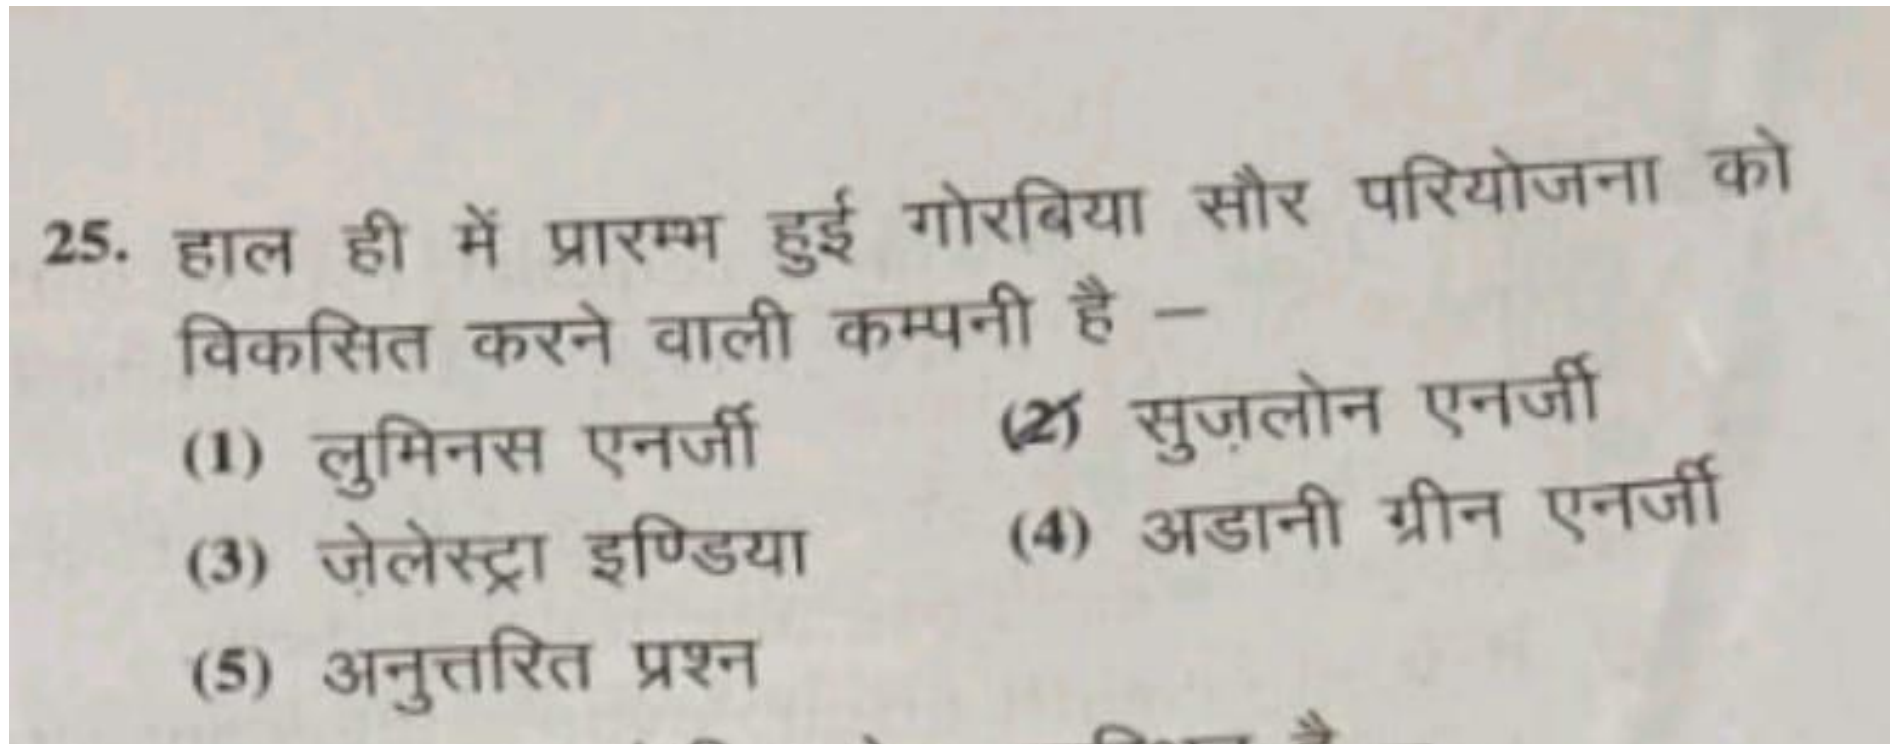 25. हाल ही में प्रारम्भ हुई गोरबिया सौर परियोजना को
विकसित करने वाली कम्पनी है –
(1) लुमिनस एनर्जी (2) सुज़लोन एनर्जी
(3) ज़ेलेस्ट्रा इण्डिया (4) अडानी ग्रीन एनर्जी
(5) अनुत्तरित प्रश्न